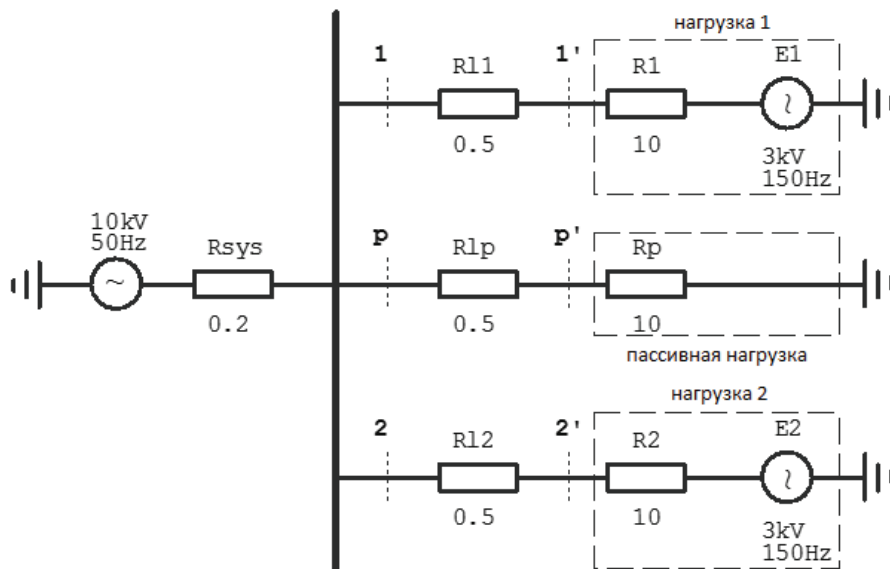 нагрузка 1
1
Rl1
1'
R1
E1
0.5
10
3kV
150Hz
10kV
50Hz
Rsys
0.2
p
Rlp
p'
Rp
0.5
10
пассивная нагрузка
нагрузка 2
2
Rl2
2'
R2
E2
0.5
10
3kV
150Hz